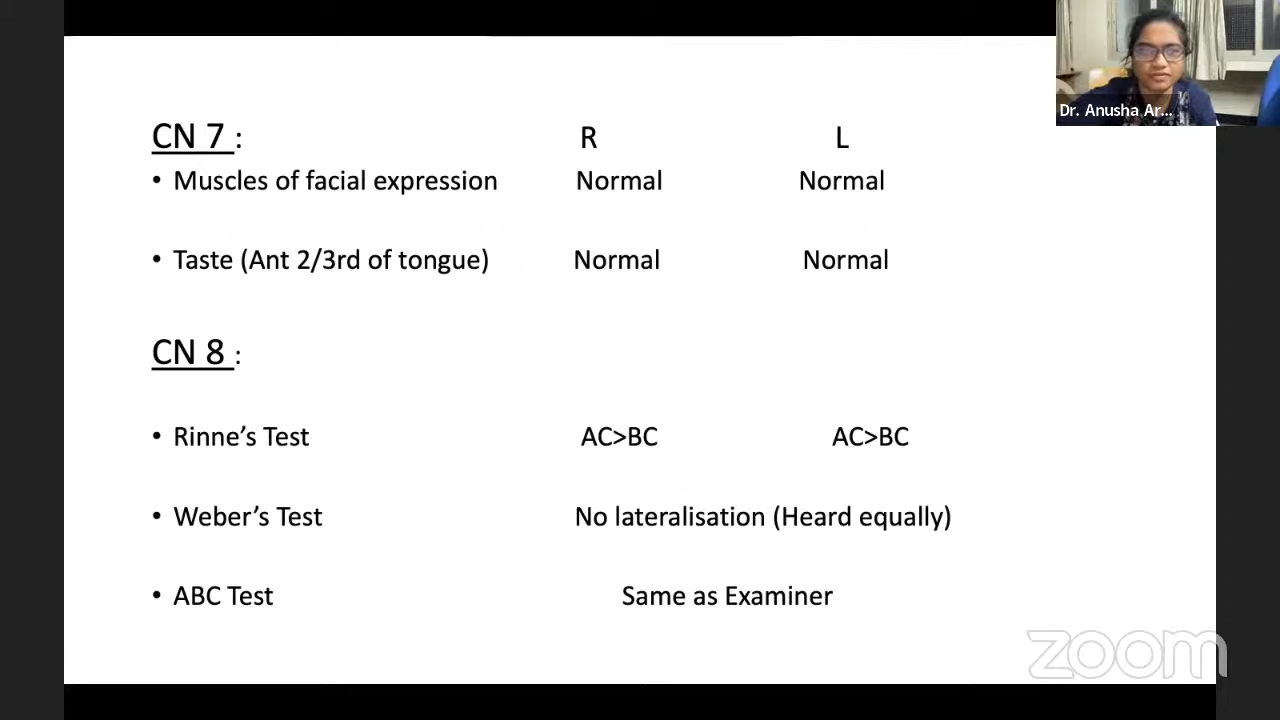 Dr. Anusha Ar...
CN 7 : R L
• Muscles of facial expression Normal Normal
• Taste (Ant 2/3rd of tongue) Normal Normal
CN 8 :
• Rinne’s Test AC>BC AC>BC
• Weber’s Test No lateralisation (Heard equally)
• ABC Test Same as Examiner
zoom